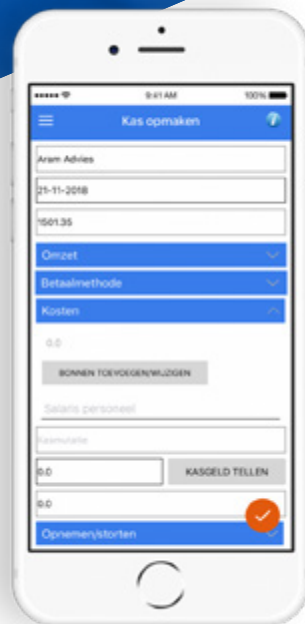 9:41 AM 100%
Kas opmaken
Aram Advies
21-11-2018
1501.35
Omzet
Betaalmethode
Kosten
0.0
BONNEN TOEVOEGEN/WIJZIGEN
Salaris personeel
Kasmutatie
0.0 KASGELD TELLEN
0.0
Opnemen/storten